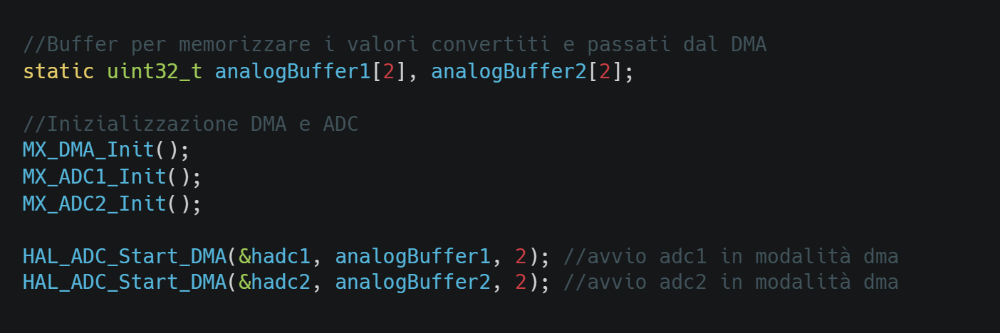 //Buffer per memorizzare i valori convertiti e passati dal DMA
static uint32_t analogBuffer1[2], analogBuffer2[2];
//Inizializzazione DMA e ADC
MX_DMA_Init();
MX_ADC1_Init();
MX_ADC2_Init();
HAL_ADC_Start_DMA(&hadc1, analogBuffer1, 2); //avvio adc1 in modalità dma
HAL_ADC_Start_DMA(&hadc2, analogBuffer2, 2); //avvio adc2 in modalità dma